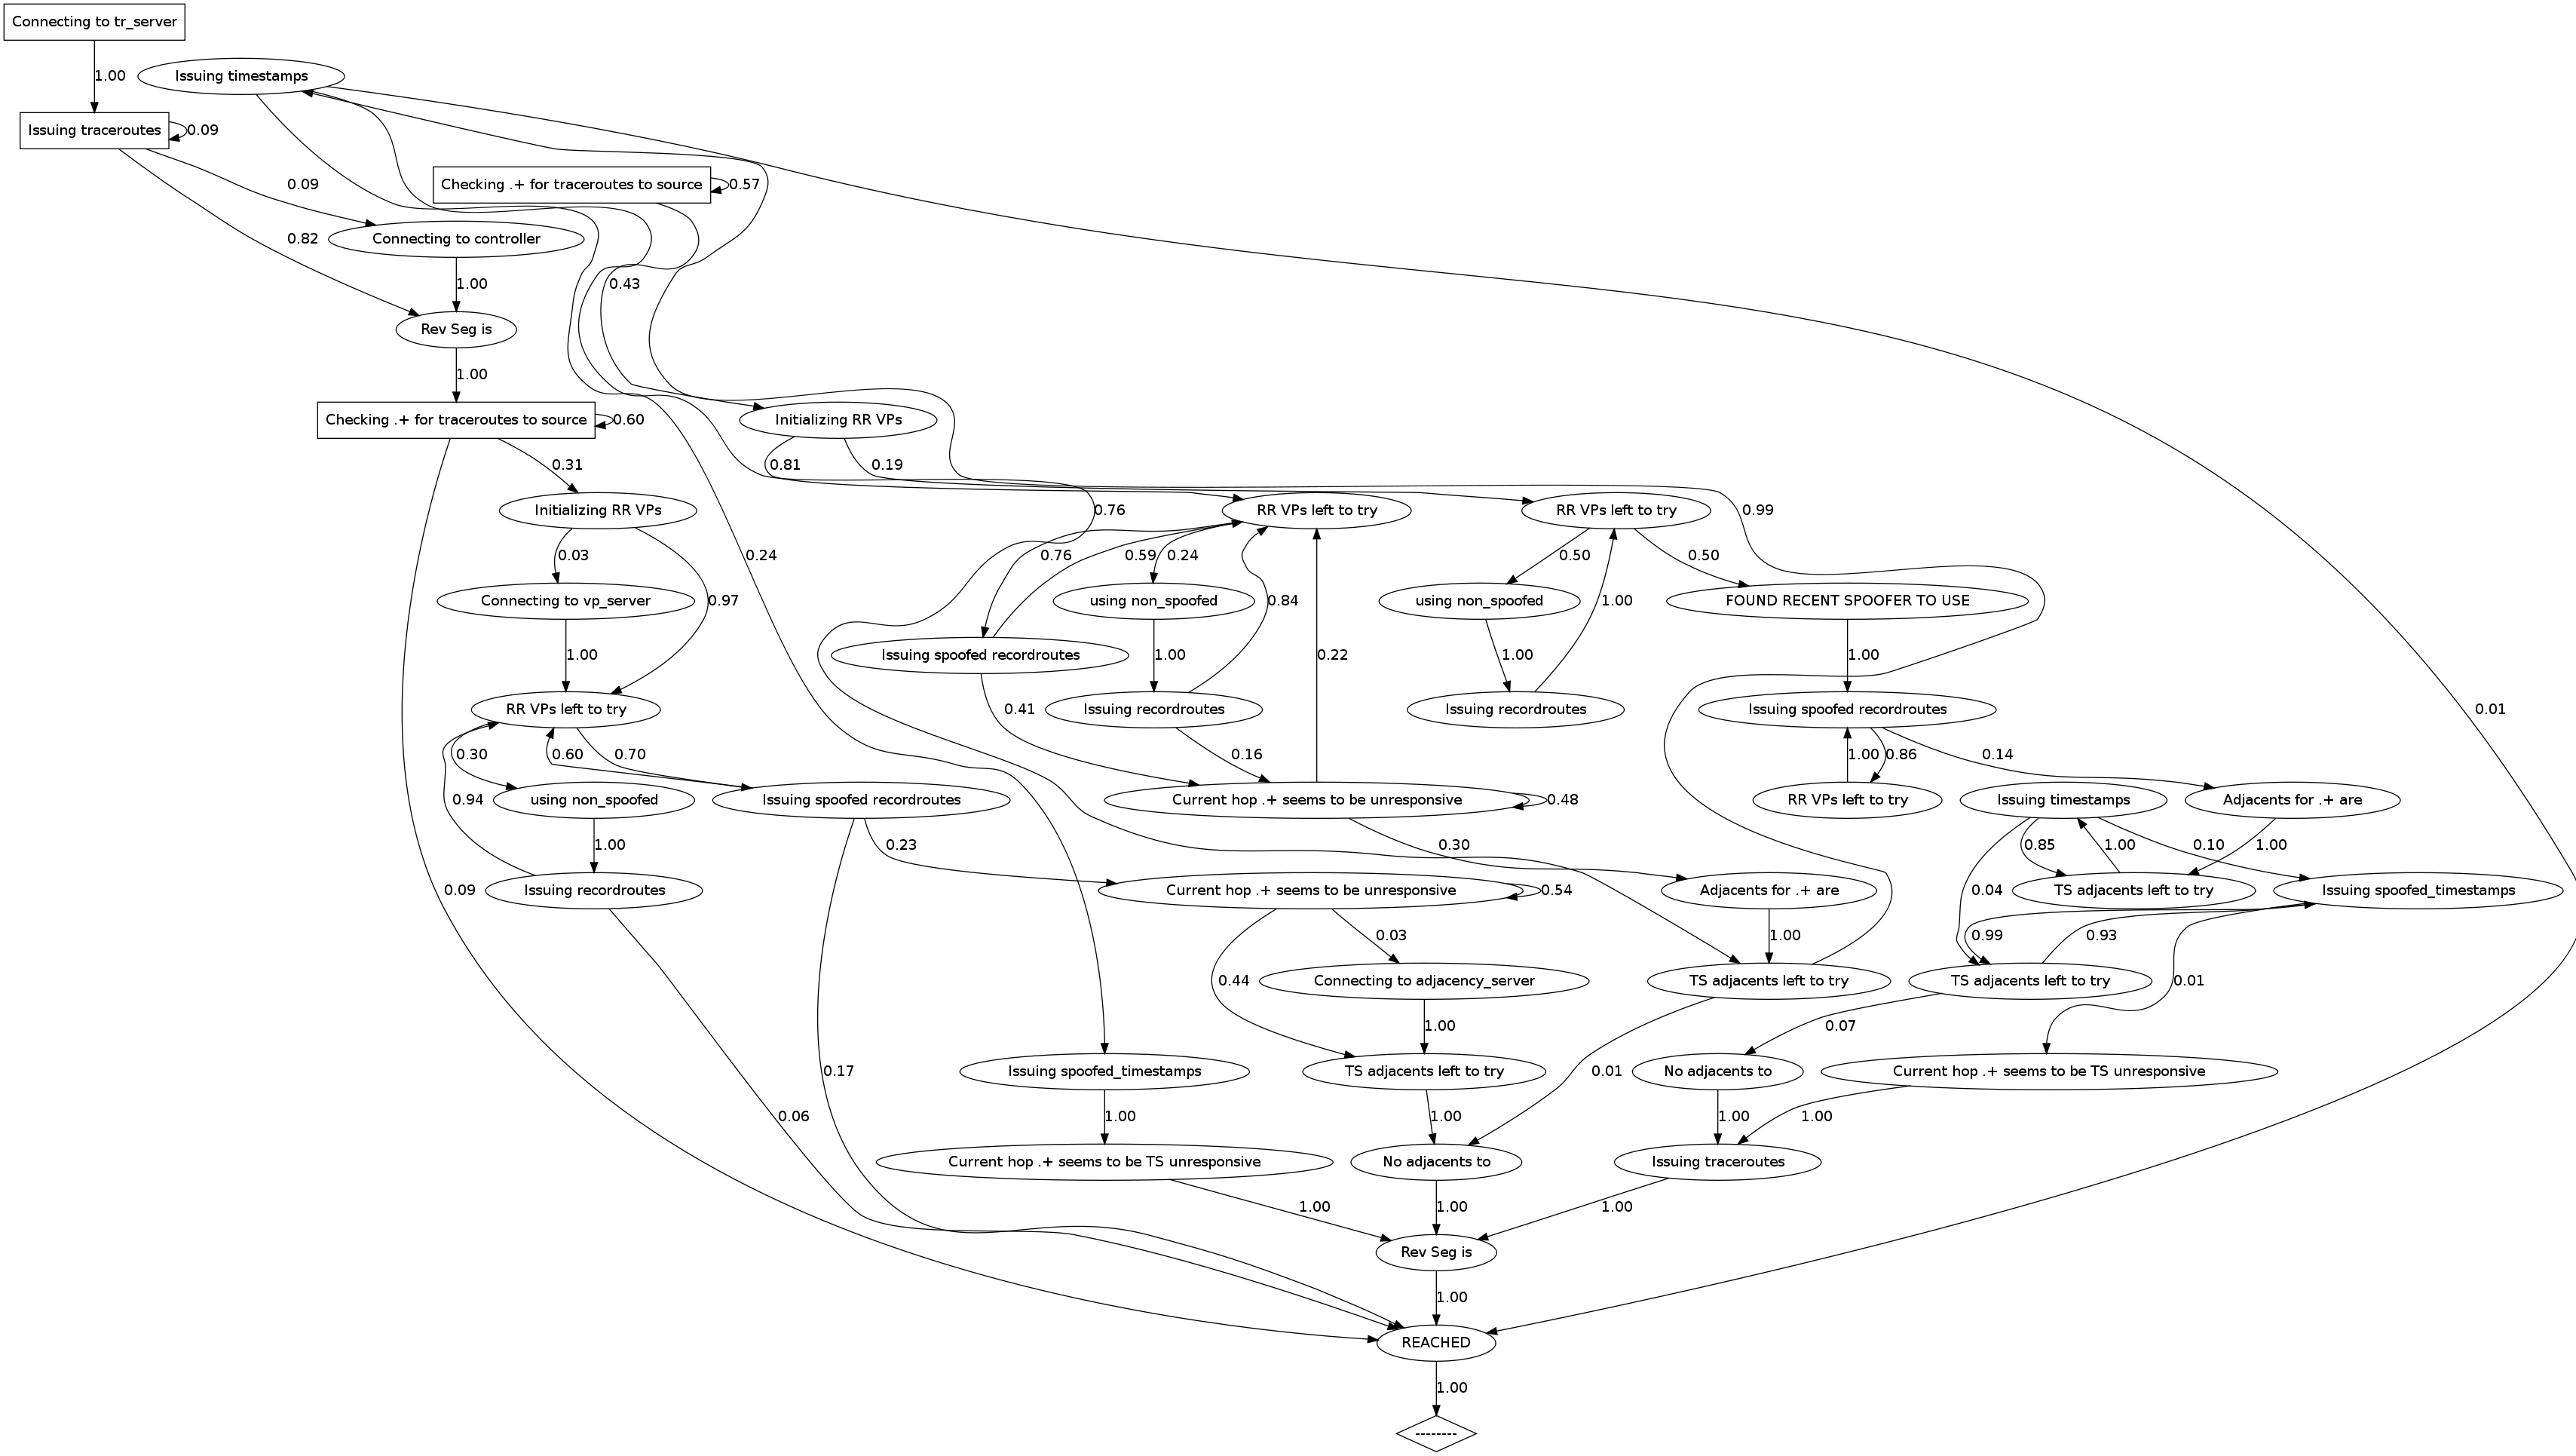 Connecting to tr_server
1.00
Issuing timestamps
Issuing traceroutes
0.09
Checking .+ for traceroutes to source
0.57
0.09
0.82
Connecting to controller
1.00
0.43
Rev Seg is
1.00
Checking .+ for traceroutes to source
0.60
Initializing RR VPs
0.31
0.81
0.19
Initializing RR VPs
0.76
RR VPs left to try
RR VPs left to try
0.99
0.03
0.24
0.76
0.59
0.24
0.50
0.50
Connecting to vp_server
0.97
using non_spoofed
0.84
using non_spoofed
1.00
FOUND RECENT SPOOFER TO USE
1.00
Issuing spoofed recordroutes
1.00
0.22
1.00
1.00
RR VPs left to try
0.41
Issuing recordroutes
Issuing recordroutes
Issuing spoofed recordroutes
0.01
0.30
0.60
0.70
0.16
1.00
0.86
0.14
0.94
using non_spoofed
Issuing spoofed recordroutes
Current hop .+ seems to be unresponsive
0.48
RR VPs left to try
Issuing timestamps
Adjacents for .+ are
1.00
0.23
0.30
0.85
1.00
0.10
1.00
0.09
Issuing recordroutes
Current hop .+ seems to be unresponsive
0.54
Adjacents for .+ are
0.04
TS adjacents left to try
Issuing spoofed_timestamps
0.03
1.00
0.99
0.93
0.44
Connecting to adjacency_server
TS adjacents left to try
TS adjacents left to try
0.01
1.00
0.07
0.17
Issuing spoofed_timestamps
TS adjacents left to try
0.01
No adjacents to
Current hop .+ seems to be TS unresponsive
0.06
1.00
1.00
1.00
1.00
Current hop .+ seems to be TS unresponsive
No adjacents to
Issuing traceroutes
1.00
1.00
1.00
Rev Seg is
1.00
REACHED
1.00
--------